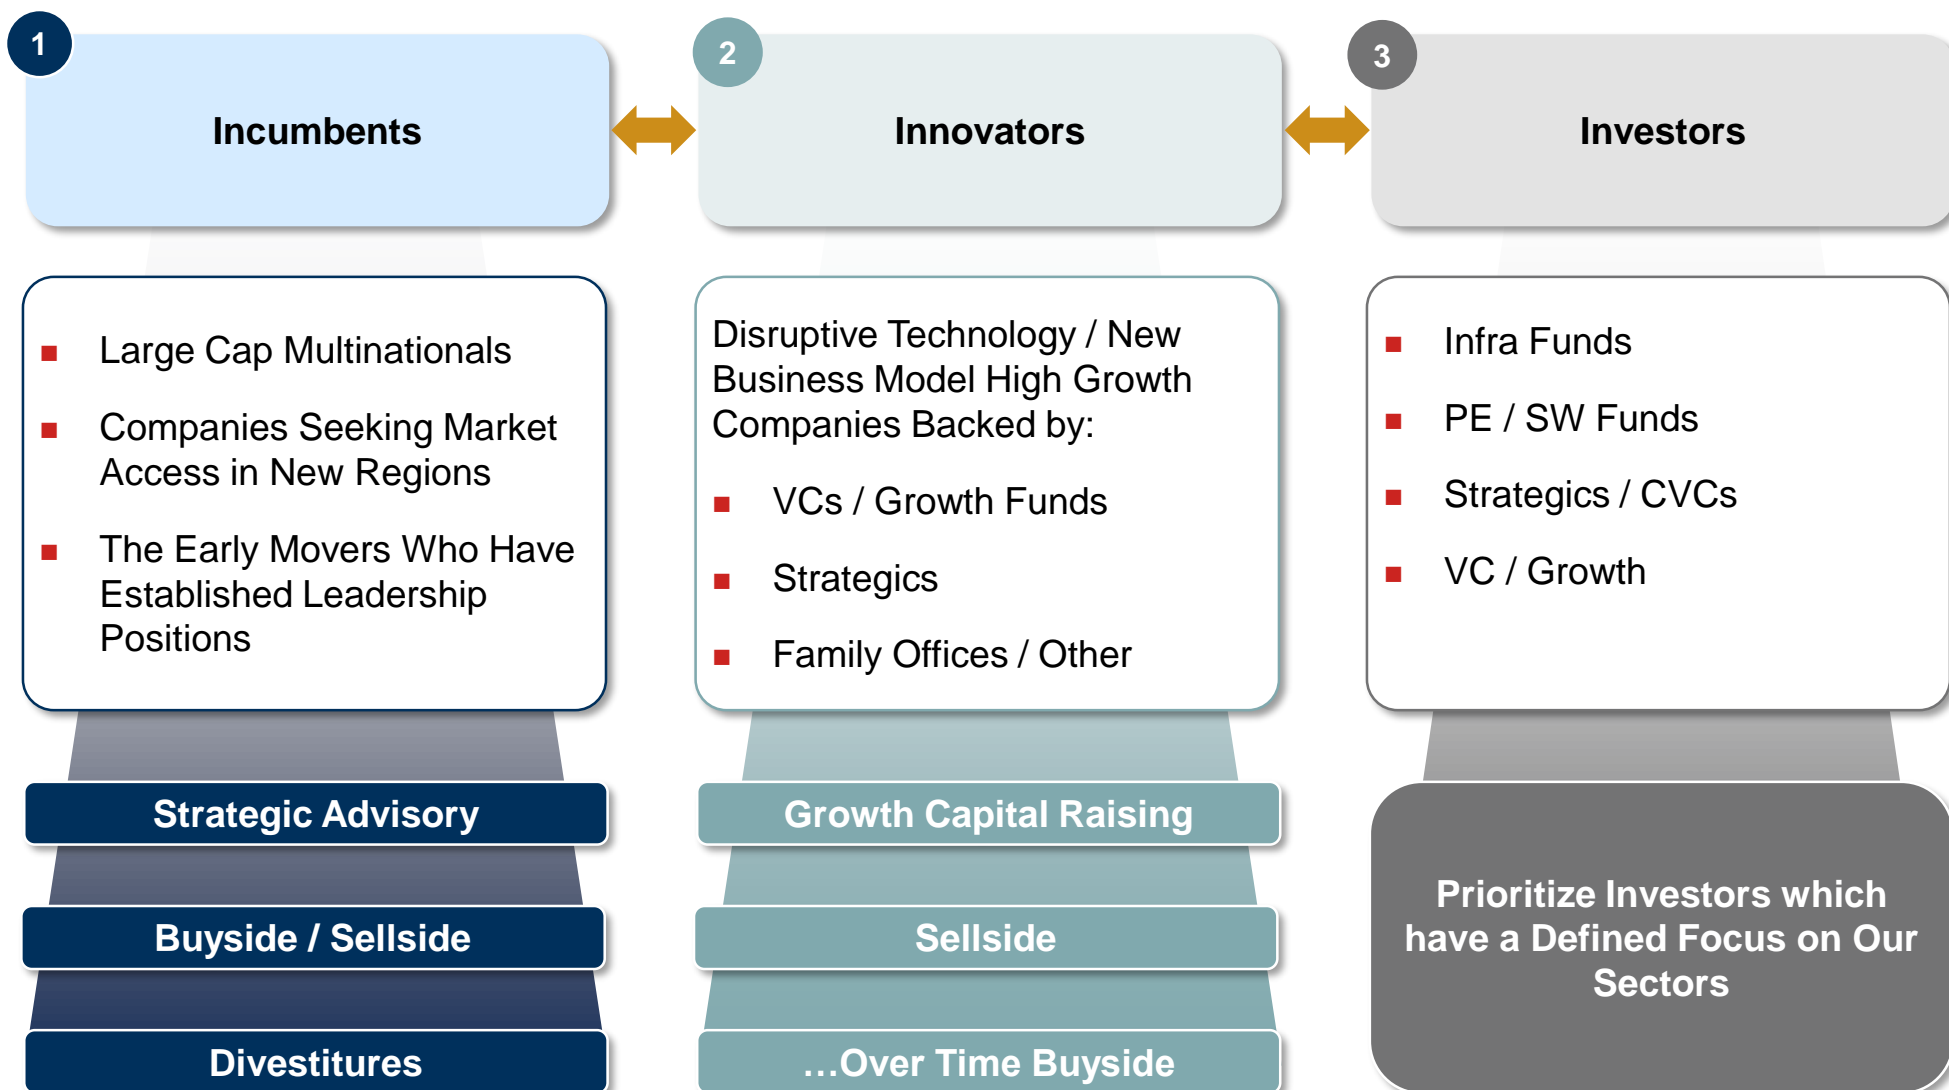 1
Incumbents
■ Large Cap Multinationals
■ Companies Seeking Market
Access in New Regions
■ The Early Movers Who Have
Established Leadership
Positions
Strategic Advisory
Buyside / Sellside
Divestitures
2
Innovators
Disruptive Technology / New
Business Model High Growth
Companies Backed by:
■ VCs / Growth Funds
■ Strategics
■ Family Offices / Other
Growth Capital Raising
Sellside
…Over Time Buyside
3
Investors
■ Infra Funds
■ PE / SW Funds
■ Strategics / CVCs
■ VC / Growth
Prioritize Investors which
have a Defined Focus on Our
Sectors